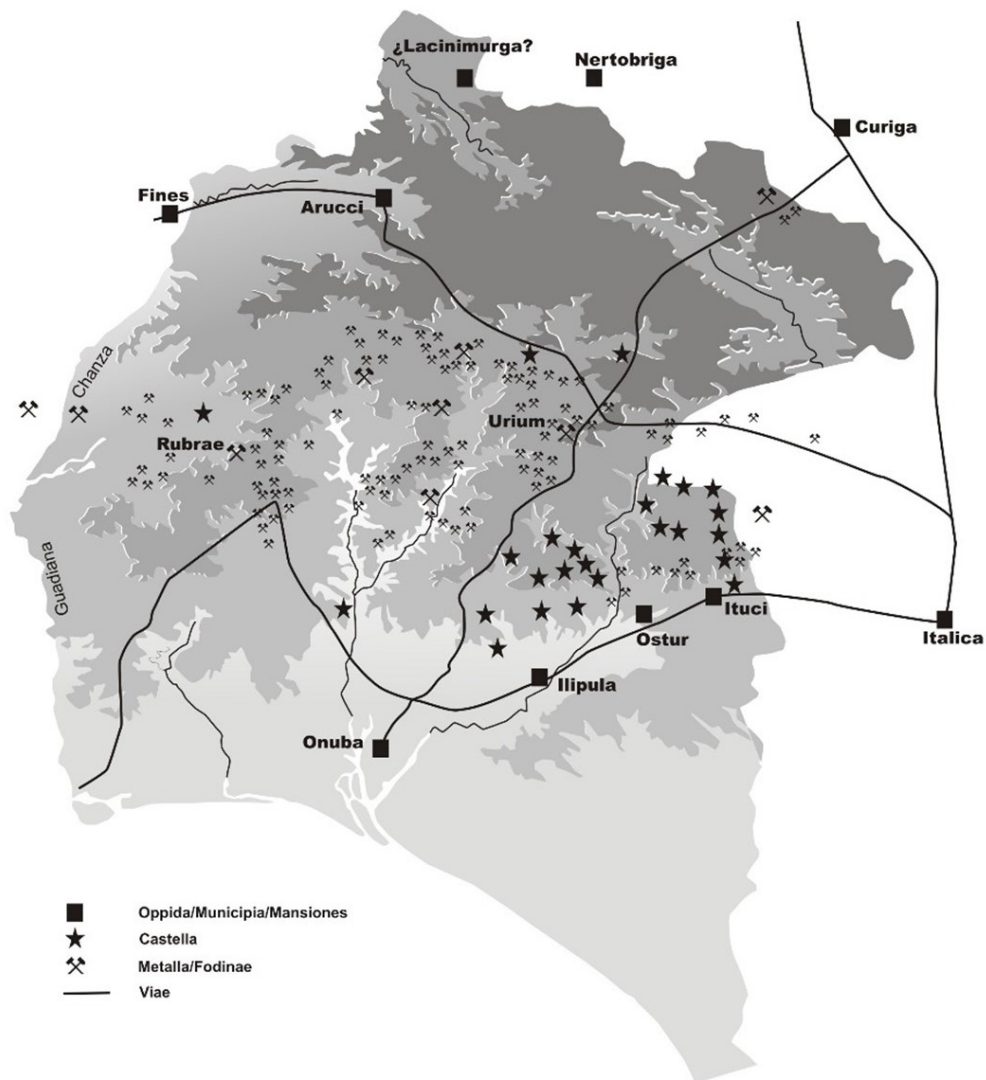 ¿Lacinimurga?
Nertobriga
Curiga
Fines
Arucci
Chanza
Urium
Rubrae
Guadiana
Ituci
Ostur
Italica
Ilipula
Onuba
Oppida/Municipia/Mansiones
Castella
Metalla/Fodinae
Viae